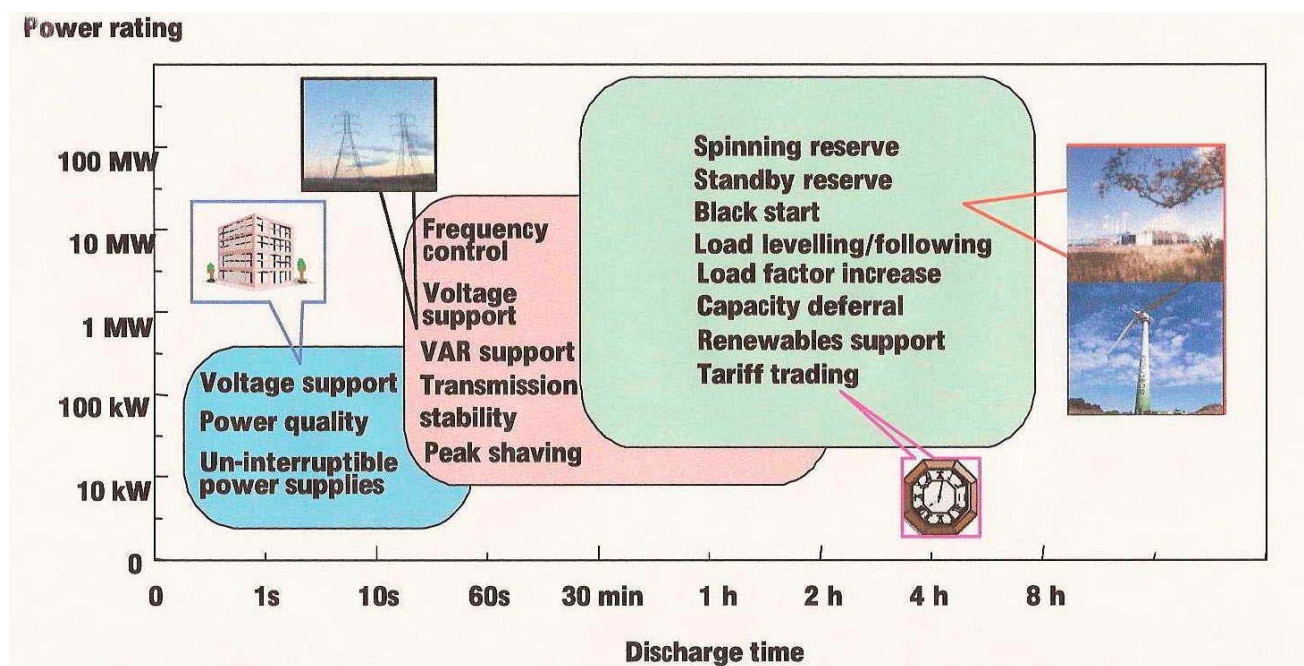 Power rating
100 MW
10 MW
1 MW
100 kW
10 kW
0
Voltage support
Power quality
Un-interruptible
power supplies
Frequency
control
Voltage
support
VAR support
Transmission
stability
Peak shaving
Spinning reserve
Standby reserve
Black start
Load levelling/following
Load factor increase
Capacity deferral
Renewables support
Tariff trading
0 1s 10s 60s 30 min 1 h 2 h 4 h 8 h
Discharge time